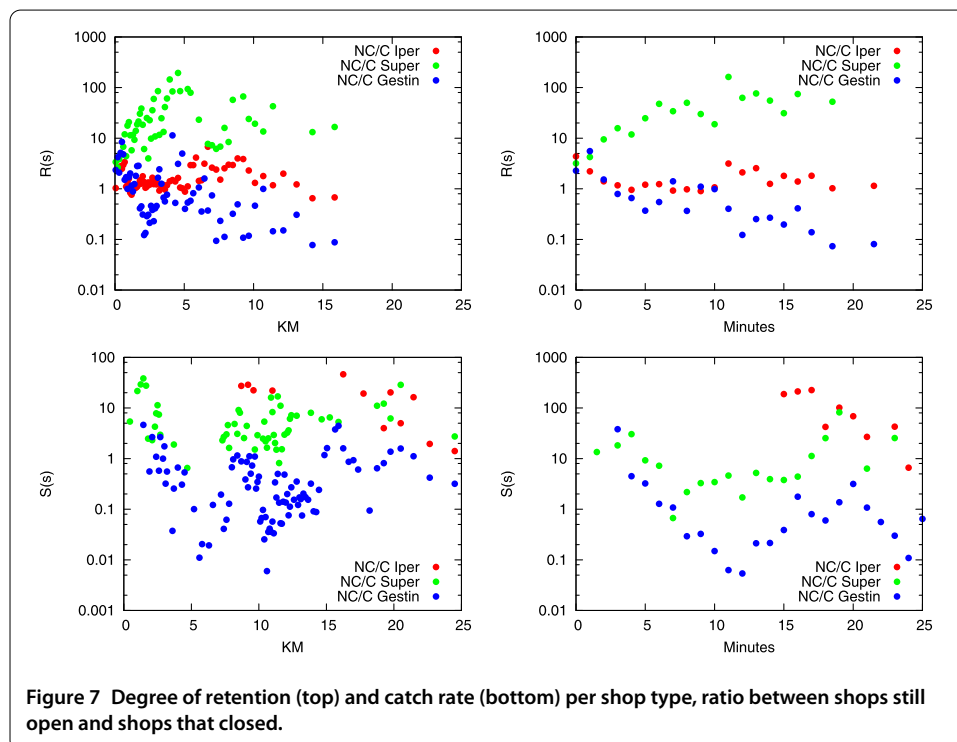 1000
100
10
1
0.1
0.01
R(s)
NC/C Iper
NC/C Super
NC/C Gestin
0 5 10 15 20 25
KM
1000
100
10
1
0.1
0.01
R(s)
NC/C Iper
NC/C Super
NC/C Gestin
0 5 10 15 20 25
Minutes
100
10
1
0.1
0.01
0.001
S(s)
NC/C Iper
NC/C Super
NC/C Gestin
0 5 10 15 20 25
KM
1000
100
10
1
0.1
0.01
S(s)
NC/C Iper
NC/C Super
NC/C Gestin
0 5 10 15 20 25
Minutes
Figure 7 Degree of retention (top) and catch rate (bottom) per shop type, ratio between shops still
open and shops that closed.